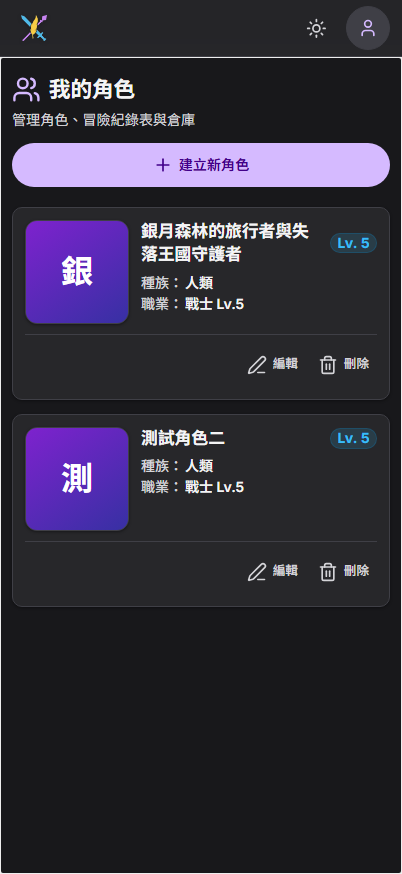 我的角色
管理角色、冒險紀錄表與倉庫
建立新角色
銀
銀月森林的旅行者與失
落王國守護者
Lv. 5
種族：人類
職業：戰士 Lv.5
編輯
刪除
測
測試角色二
Lv. 5
種族：人類
職業：戰士 Lv.5
編輯
刪除